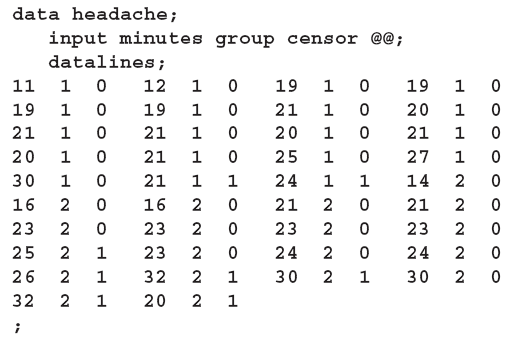 data headache;
input minutes group censor @@;
datalines;
11 1 0 12 1 0 19 1 0 19 1 0
19 1 0 19 1 0 21 1 0 20 1 0
21 1 0 21 1 0 20 1 0 21 1 0
20 1 0 21 1 0 25 1 0 27 1 0
30 1 0 21 1 1 24 1 1 14 2 0
16 2 0 16 2 0 21 2 0 21 2 0
23 2 0 23 2 0 23 2 0 23 2 0
25 2 1 23 2 0 24 2 0 24 2 0
26 2 1 32 2 1 30 2 1 30 2 0
32 2 1 20 2 1
;